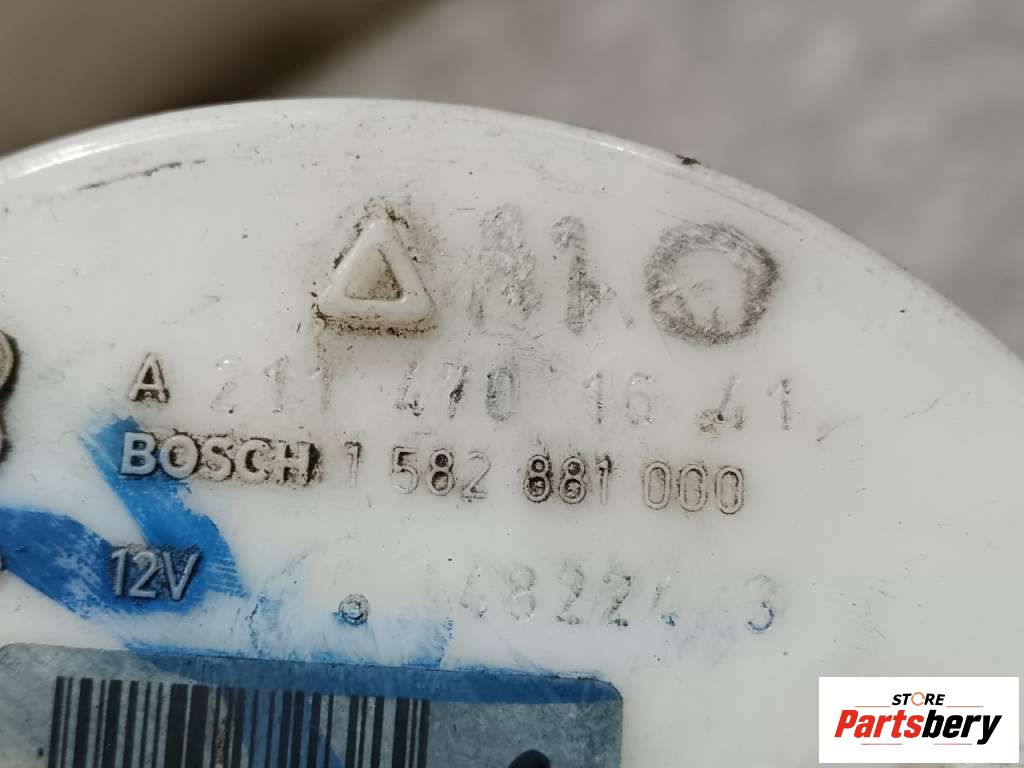 A 211 470 16 41
BOSCH 1 582 881 000
12V
STORE
Partsbery